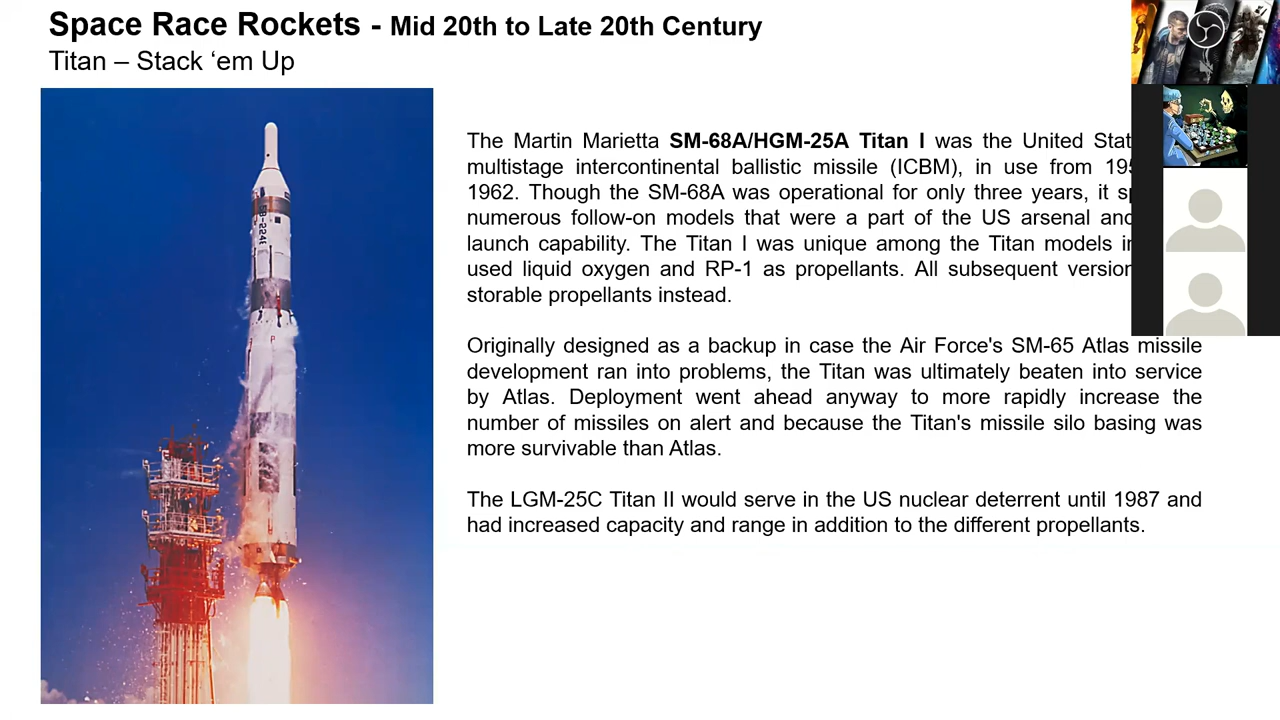 Space Race Rockets - Mid 20th to Late 20th Century
Titan – Stack ‘em Up
The Martin Marietta SM-68A/HGM-25A Titan I was the United
multistage intercontinental ballistic missile (ICBM), in use from
1962. Though the SM-68A was operational for only three years, it
numerous follow-on models that were a part of the US arsenal and
launch capability. The Titan I was unique among the Titan models
used liquid oxygen and RP-1 as propellants. All subsequent
storable propellants instead.
Originally designed as a backup in case the Air Force's SM-65 Atlas missile
development ran into problems, the Titan was ultimately beaten into service
by Atlas. Deployment went ahead anyway to more rapidly increase the
number of missiles on alert and because the Titan's missile silo basing was
more survivable than Atlas.
The LGM-25C Titan II would serve in the US nuclear deterrent until 1987 and
had increased capacity and range in addition to the different propellants.